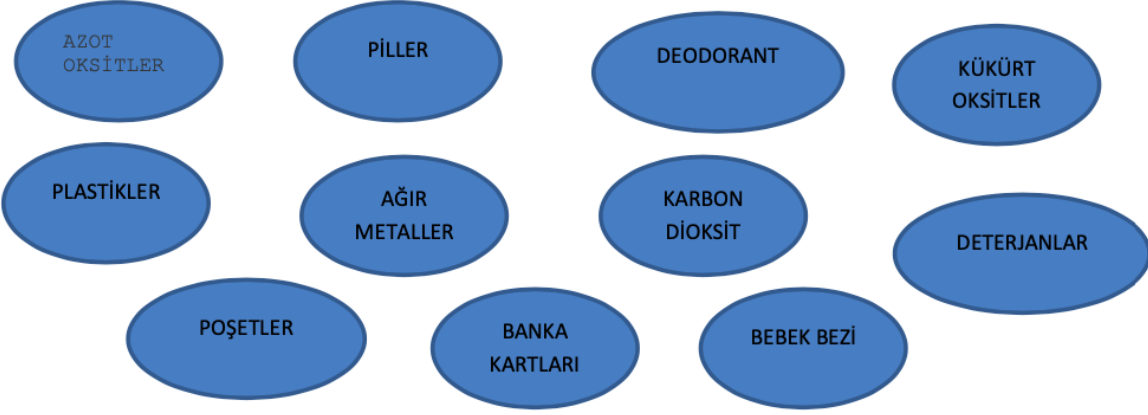 AZOT
OKSİTLER
PİLLER
DEODORANT
KÜKÜRT
OKSİTLER
PLASTİKLER
AĞIR
METALLER
KARBON
DİOKSİT
DETERJANLAR
POŞETLER
BANKA
KARTLARI
BEBEK BEZİ